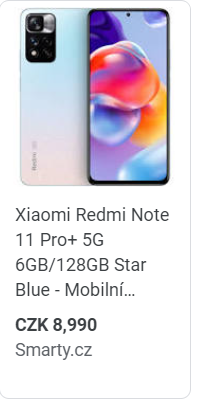 Xiaomi Redmi Note
11 Pro+ 5G
6GB/128GB Star
Blue - Mobilní...
CZK 8,990
Smarty.cz